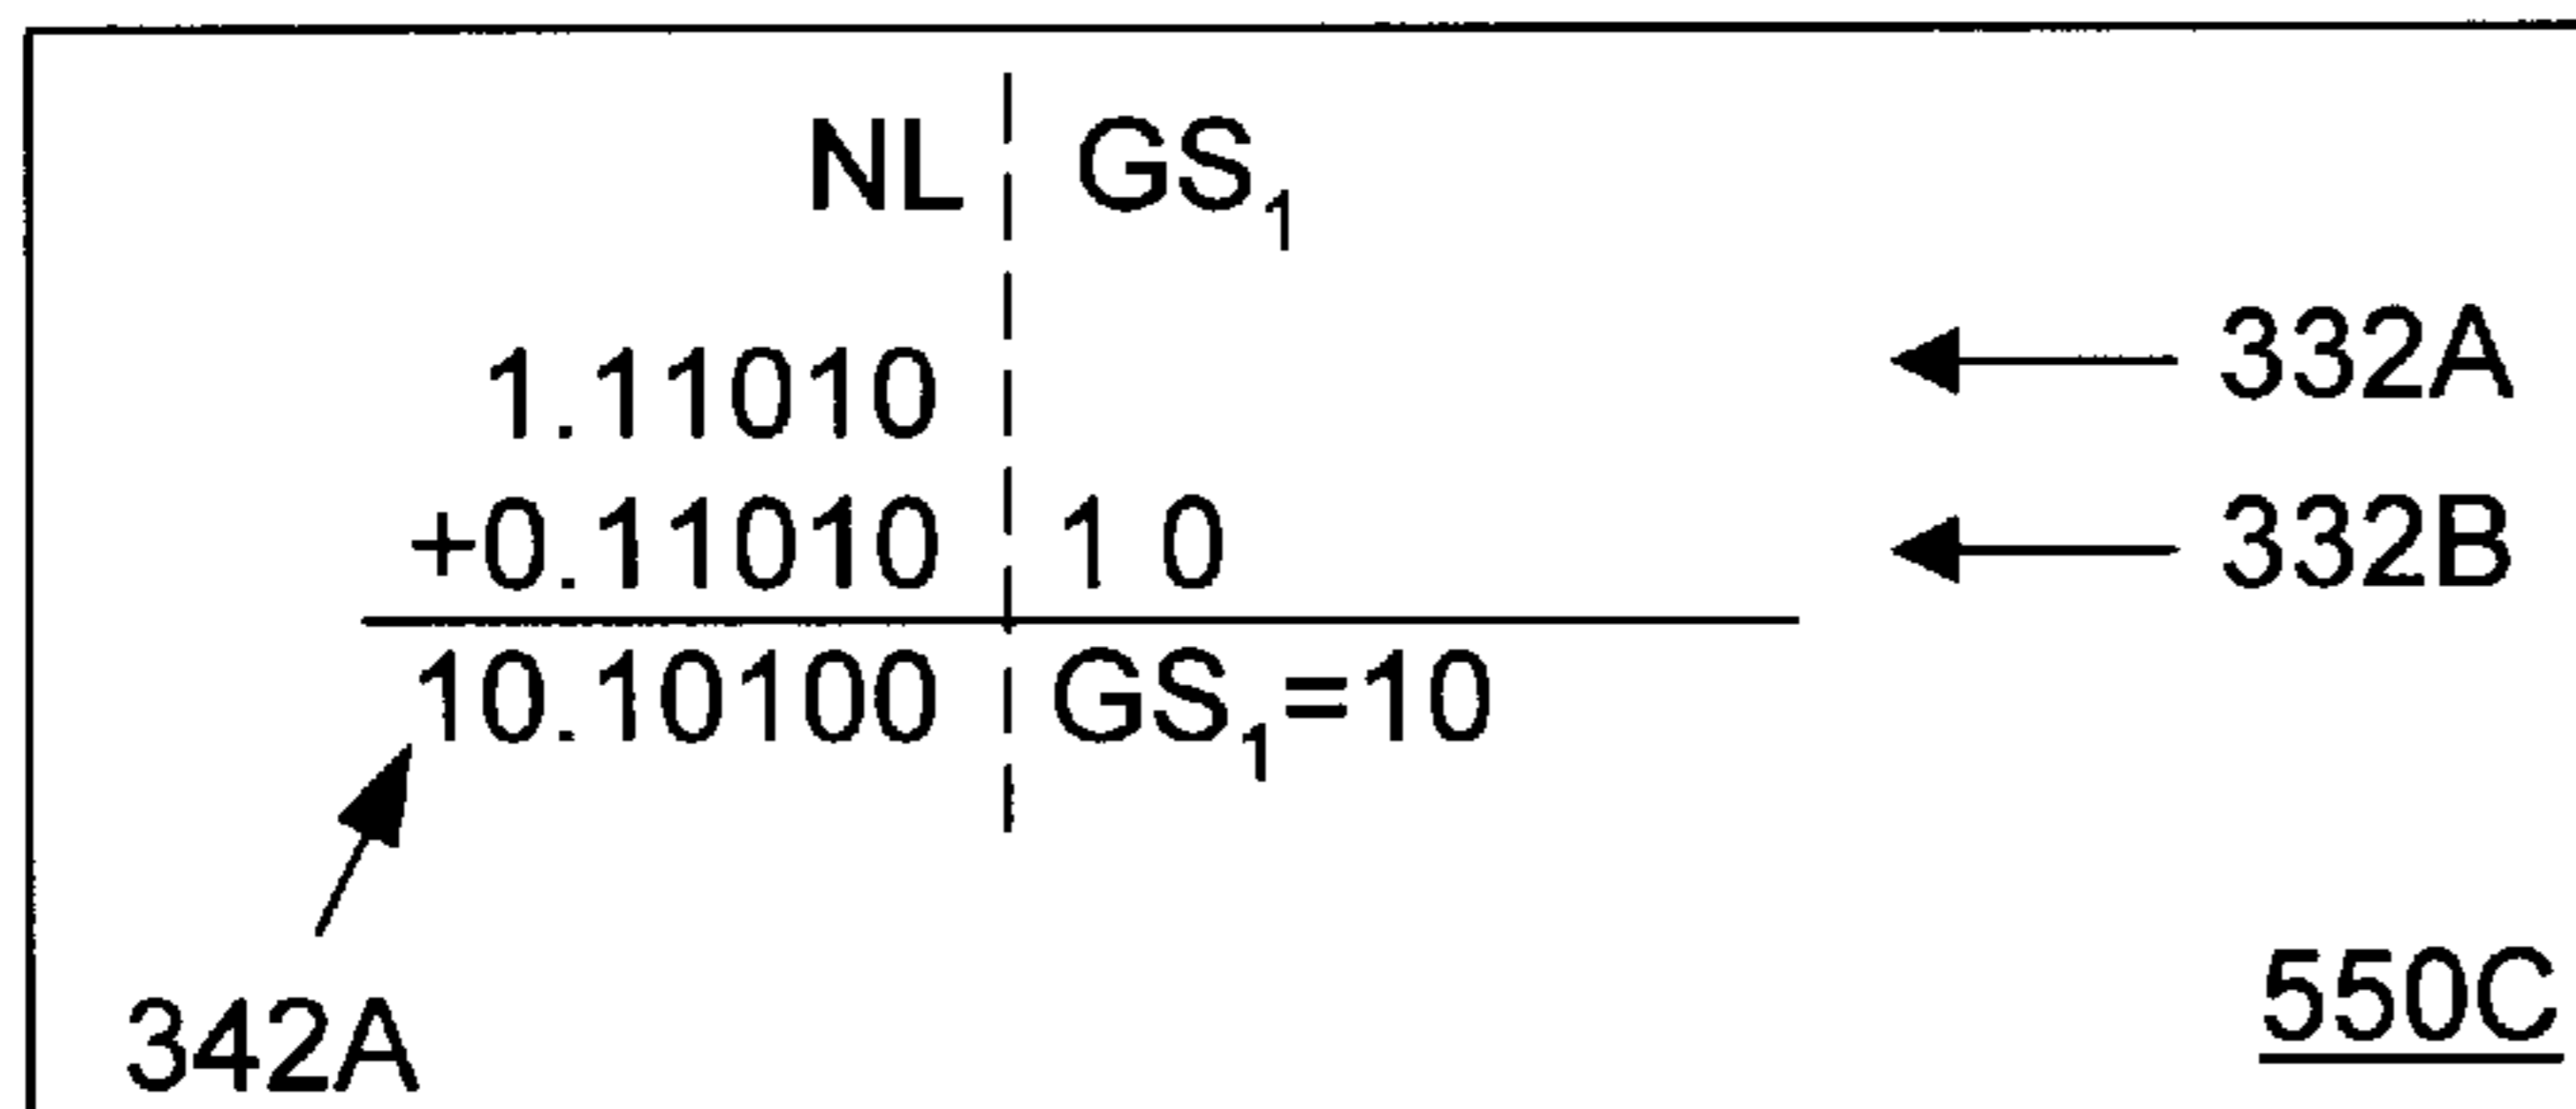 NL GS₁
1.11010 332A
+0.11010 1 0 332B
10.10100 GS₁=10
342A 550C